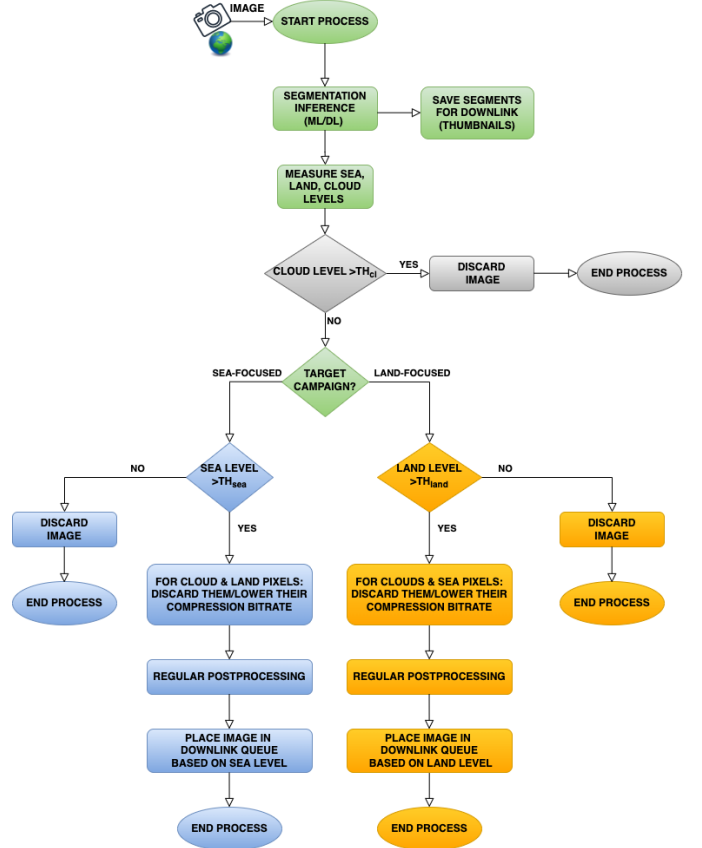 IMAGE
START PROCESS
SEGMENTATION
INFERENCE
(ML/DL)
SAVE SEGMENTS
FOR DOWNLINK
(THUMBNAILS)
MEASURE SEA,
LAND, CLOUD
LEVELS
CLOUD LEVEL >THcl
YES
DISCARD
IMAGE
END PROCESS
NO
TARGET
CAMPAIGN?
SEA-FOCUSED
LAND-FOCUSED
SEA LEVEL
>THsea
NO
YES
DISCARD
IMAGE
END PROCESS
FOR CLOUD & LAND PIXELS:
DISCARD THEM/LOWER THEIR
COMPRESSION BITRATE
REGULAR POSTPROCESSING
PLACE IMAGE IN
DOWNLINK QUEUE
BASED ON SEA LEVEL
END PROCESS
LAND LEVEL
>THland
NO
YES
DISCARD
IMAGE
END PROCESS
FOR CLOUDS & SEA PIXELS:
DISCARD THEM/LOWER THEIR
COMPRESSION BITRATE
REGULAR POSTPROCESSING
PLACE IMAGE IN
DOWNLINK QUEUE
BASED ON LAND LEVEL
END PROCESS